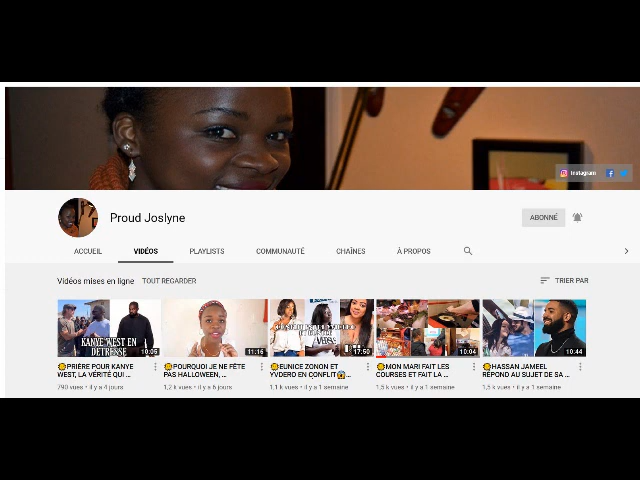 Instagram
Proud Joslyne
ABONNÉ
ACCUEIL VIDÉOS PLAYLISTS COMMUNAUTÉ CHAÎNES À PROPOS
Vidéos mises en ligne TOUT REGARDER TRIER PAR
KANYE WEST EN
DÉTRESSE
10:05
11:16
17:50
10:04
10:44
PRIÈRE POUR KANYE
WEST, LA VÉRITÉ QUI ...
790 vues • il y a 4 jours
POURQUOI JE NE FÊTE
PAS HALLOWEEN, ...
1,2 k vues • il y a 6 jours
EUNICE ZONON ET
YVDERO EN CONFLIT😱...
1,1 k vues • il y a 1 semaine
MON MARI FAIT LES
COURSES ET FAIT LA ...
1,5 k vues • il y a 1 semaine
HASSAN JAMEEL
RÉPOND AU SUJET DE SA ...
1,5 k vues • il y a 1 semaine